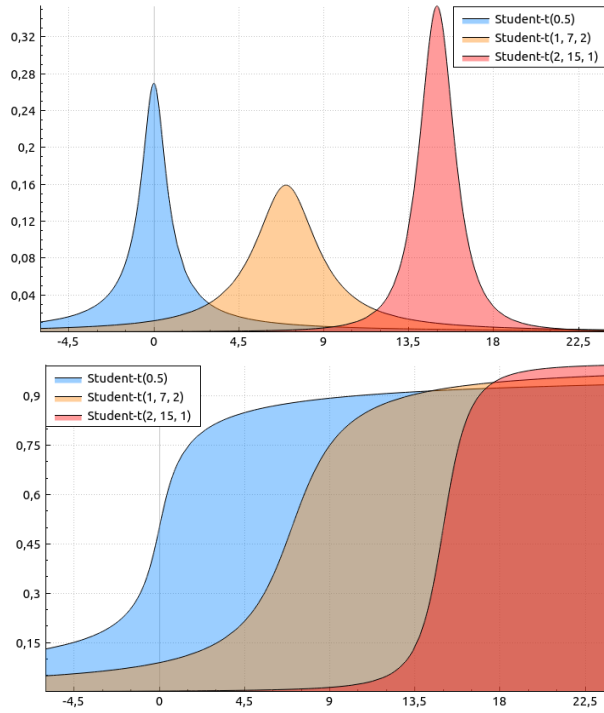 0,32
0,28
0,24
0,2
0,16
0,12
0,08
0,04
Student-t(0.5)
Student-t(1, 7, 2)
Student-t(2, 15, 1)
-4,5 0 4,5 9 13,5 18 22,5
Student-t(0.5)
Student-t(1, 7, 2)
Student-t(2, 15, 1)
0,9
0,75
0,6
0,45
0,3
0,15
-4,5 0 4,5 9 13,5 18 22,5